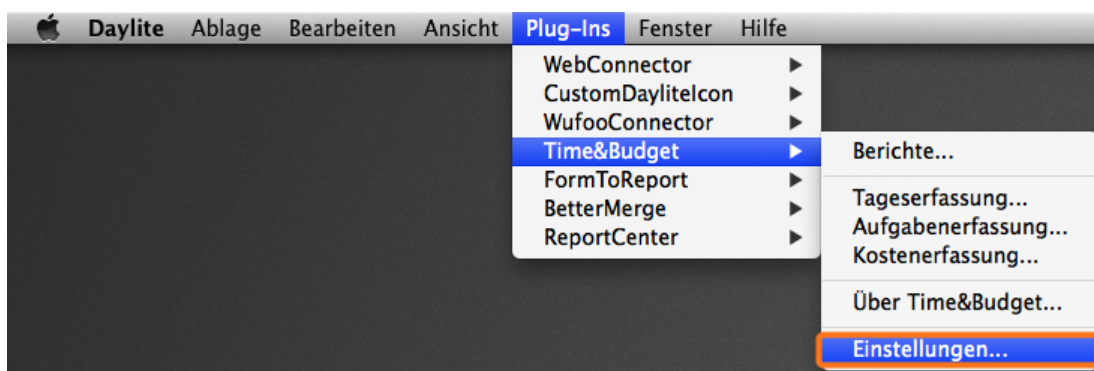 Daylite Ablage Bearbeiten Ansicht Plug-Ins Fenster Hilfe
WebConnector
CustomDayliteIcon
WufooConnector
Time&Budget
FormToReport
BetterMerge
ReportCenter
Berichte...
Tageserfassung...
Aufgabenerfassung...
Kostenerfassung...
Über Time&Budget...
Einstellungen...